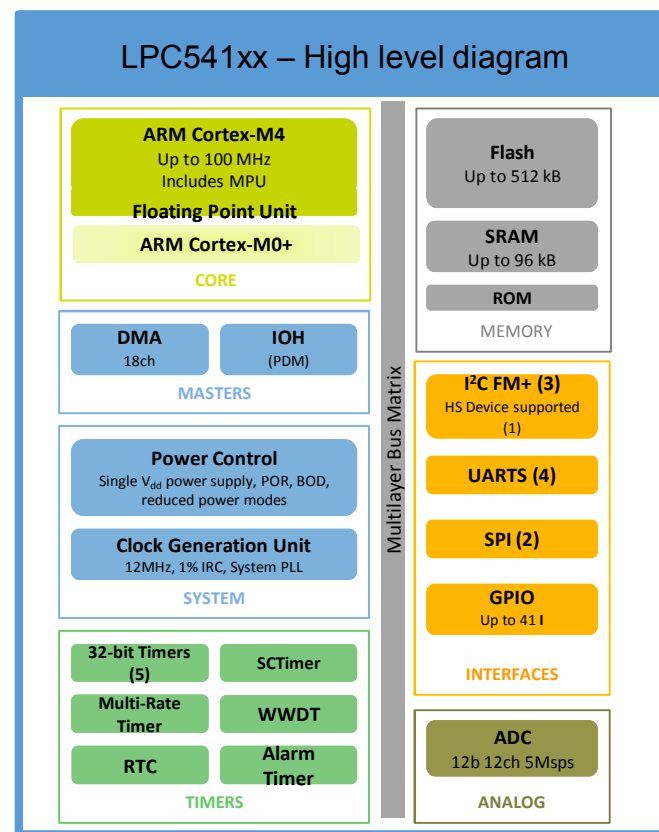 LPC541xx – High level diagram
ARM Cortex-M4
Up to 100 MHz
Includes MPU
Floating Point Unit
ARM Cortex-M0+
CORE
DMA
18ch
IOH
(PDM)
MASTERS
Power Control
Single Vdd power supply, POR, BOD,
reduced power modes
Clock Generation Unit
12MHz, 1% IRC, System PLL
SYSTEM
32-bit Timers
(5)
SCTimer
Multi-Rate
Timer
WWDT
RTC
Alarm
Timer
TIMERS
Multilayer Bus Matrix
Flash
Up to 512 kB
SRAM
Up to 96 kB
ROM
MEMORY
I²C FM+ (3)
HS Device supported
(1)
UARTS (4)
SPI (2)
GPIO
Up to 41 I
INTERFACES
ADC
12b 12ch 5Msps
ANALOG